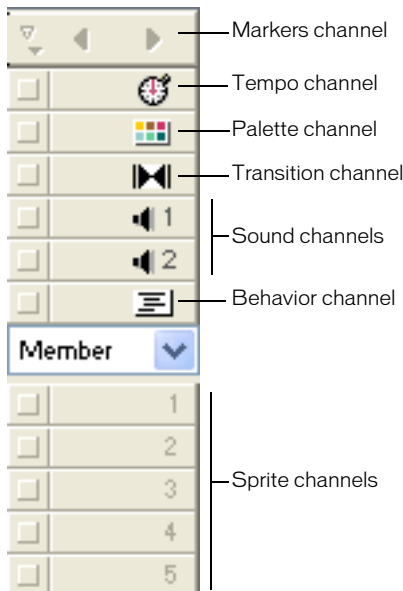 Markers channel
Tempo channel
Palette channel
Transition channel
1
Sound channels
2
Behavior channel
Member
1
2
3
Sprite channels
4
5